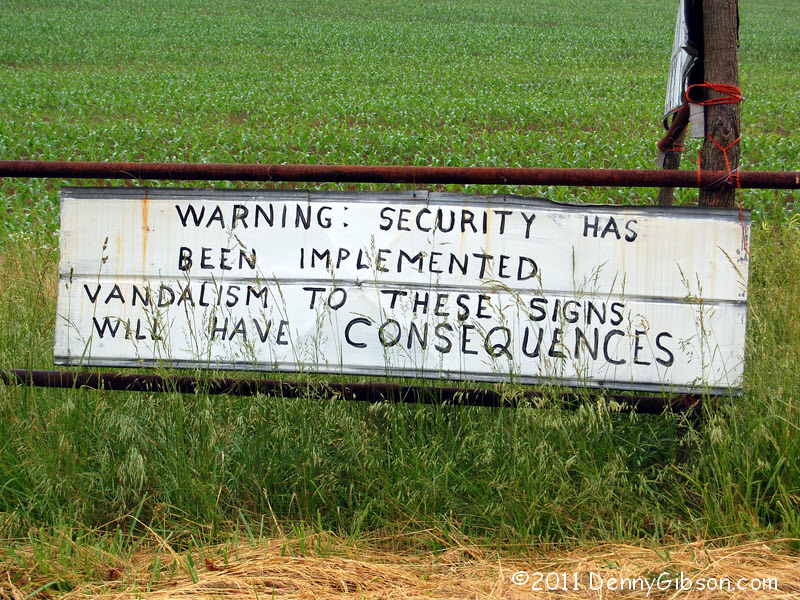 WARNING: SECURITY HAS
BEEN IMPLEMENTED
VANDALISM TO THESE SIGNS
WILL HAVE CONSEQUENCES
©2011 DennyGibson.com